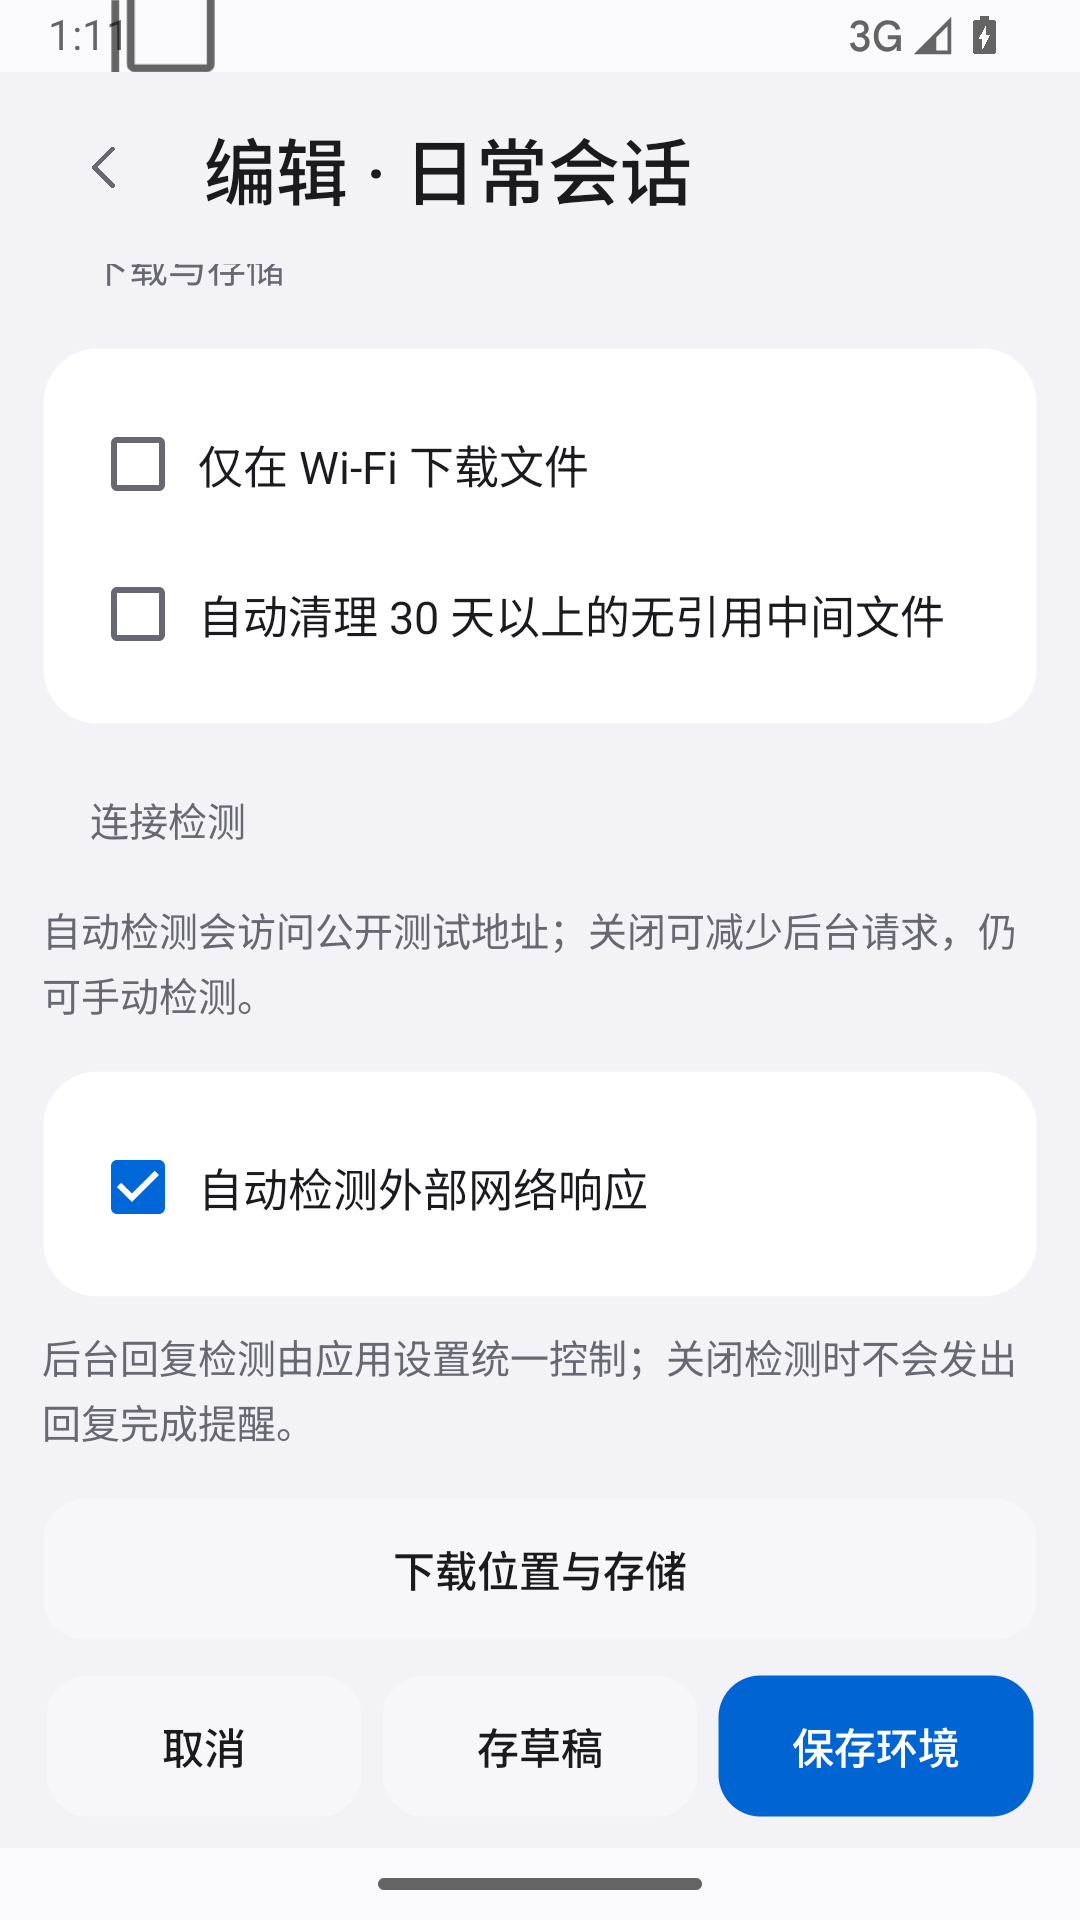 1:11
3G
编辑 · 日常会话
下载与存储
仅在 Wi-Fi 下载文件
自动清理 30 天以上的无引用中间文件
连接检测
自动检测会访问公开测试地址；关闭可减少后台请求，仍
可手动检测。
自动检测外部网络响应
后台回复检测由应用设置统一控制；关闭检测时不会发出
回复完成提醒。
下载位置与存储
取消
存草稿
保存环境